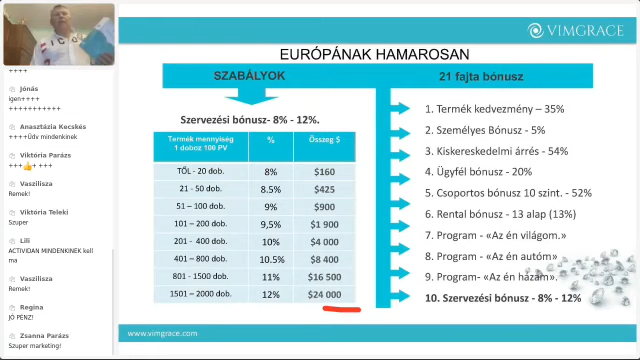 VIMGRACE
EURÓPÁNAK HAMAROSAN
SZABÁLYOK
21 fajta bónusz
Szervezési bónusz- 8% - 12%.
Termék mennyiség
1 doboz 100 PV
%
Összeg $
TŐL - 20 dob. 8% $160
21 - 50 dob. 8.5% $425
51 – 100 dob. 9% $900
101 – 200 dob. 9,5% $1 900
201 - 400 dob. 10% $4 000
401 – 800 dob. 10.5% $8 400
801 - 1500 dob. 11% $16 500
1501 – 2000 dob. 12% $24 000
1. Termék kedvezmény – 35%
2. Személyes Bónusz - 5%
3. Kiskereskedelmi árrés - 54%
4. Ügyfél bónusz - 20%
5. Csoportos bónusz 10 szint. - 52%
6. Rental bónusz - 13 alap (13%)
7. Program - «Az én világom.»
8. Program - «Az én autóm»
9. Program- «Az én házam».
10. Szervezési bónusz - 8% - 12%
www.vimgrace.com
++++
Jónás
igen++++
+++++++++++
Anasztázia Kecskés
++++Üdv mindenkinek
Viktória Parázs
+++👍+ ++++
Vaszilisza
Remek!
Viktória Teleki
Szuper
Lili
ACTIVIDAN MINDENKINEK kell
ma
Vaszilisza
Remek!
Regina
JÓ PÉNZ!
Zsanna Parázs
Szuper marketing!